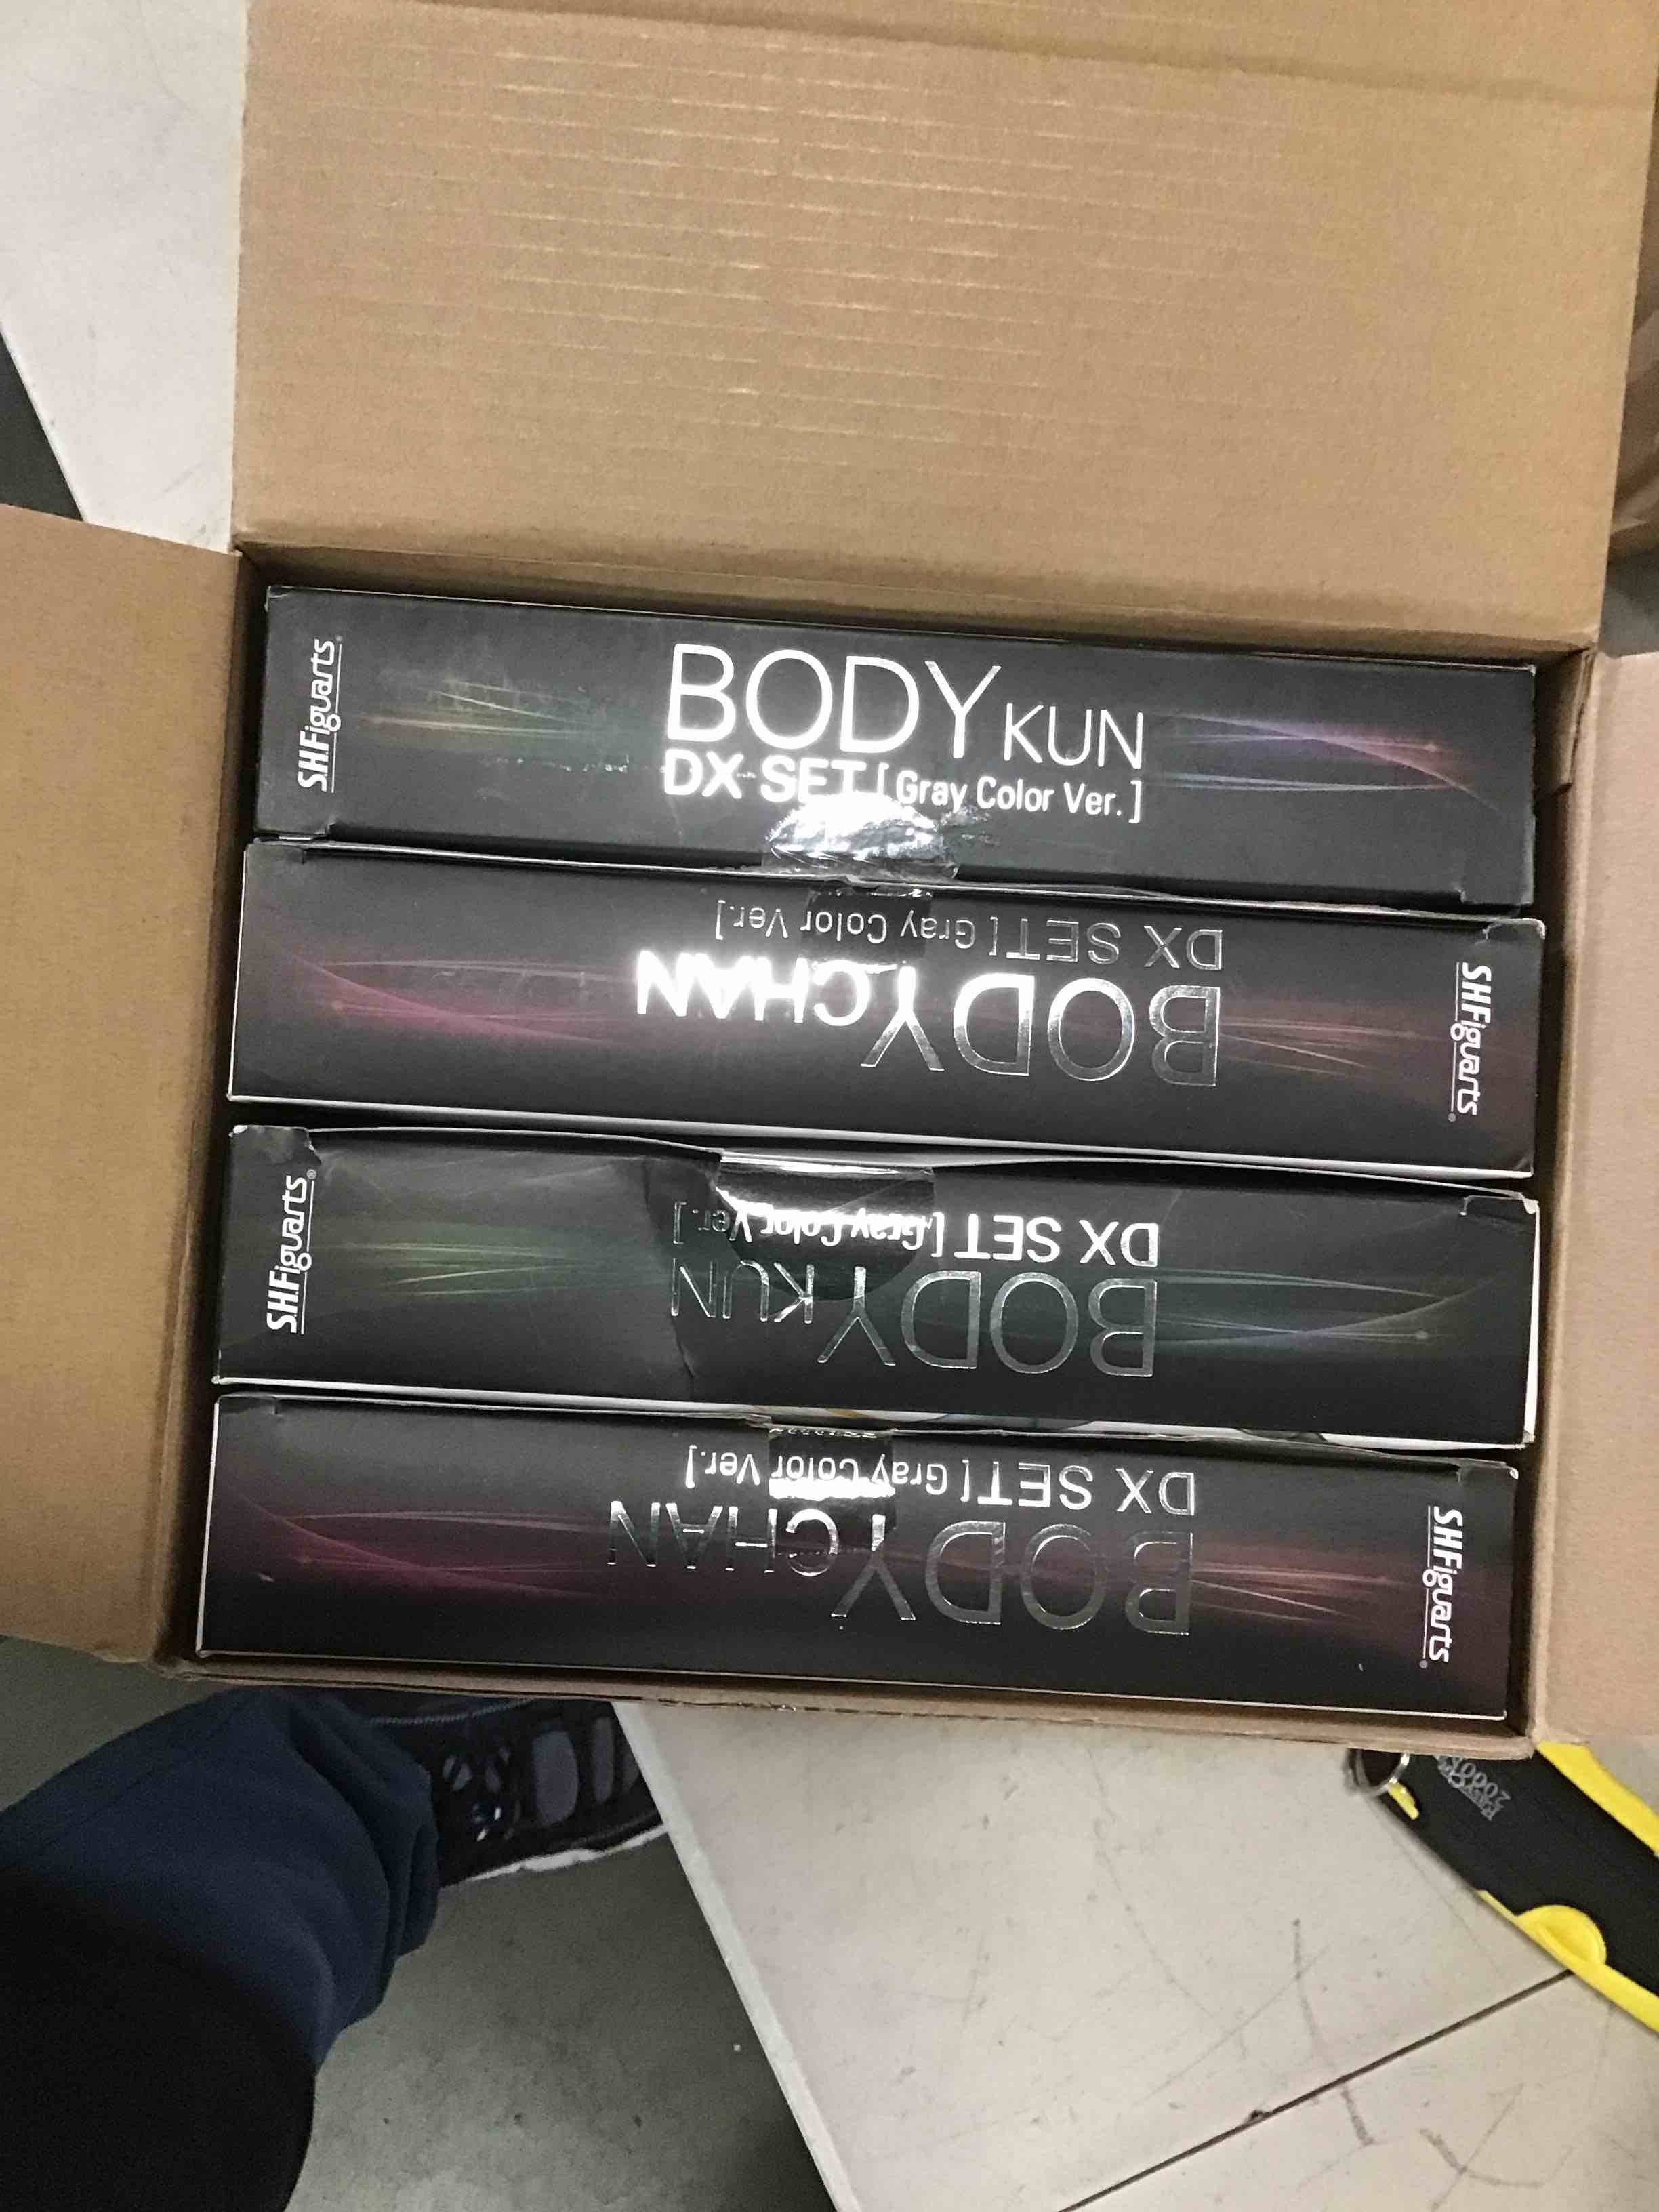 S.H.Figuarts
BODY KUN
DX SET [Gray Color Ver.]
DX SET [Gray Color Ver.]
BODY CHAN
S.H.Figuarts
S.H.Figuarts
DX SET [Gray Color Ver.]
BODY KUN
DX SET [Gray Color Ver.]
BODY CHAN
S.H.Figuarts
2000